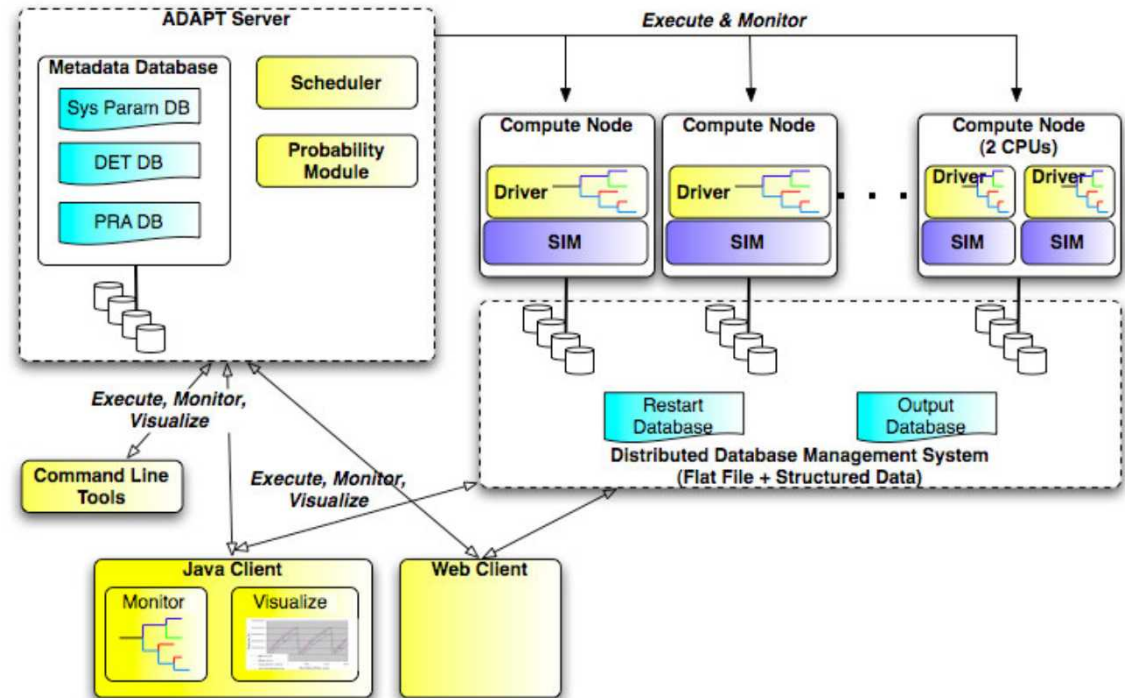 ADAPT Server
Execute & Monitor
Metadata Database
Sys Param DB
DET DB
PRA DB
Scheduler
Probability
Module
Compute Node
Driver
SIM
Compute Node
Driver
SIM
. . .
Compute Node
(2 CPUs)
Driver
Driver
SIM
SIM
Restart
Database
Output
Database
Distributed Database Management System
(Flat File + Structured Data)
Execute, Monitor,
Visualize
Command Line
Tools
Execute, Monitor,
Visualize
Java Client
Monitor
Visualize
Web Client